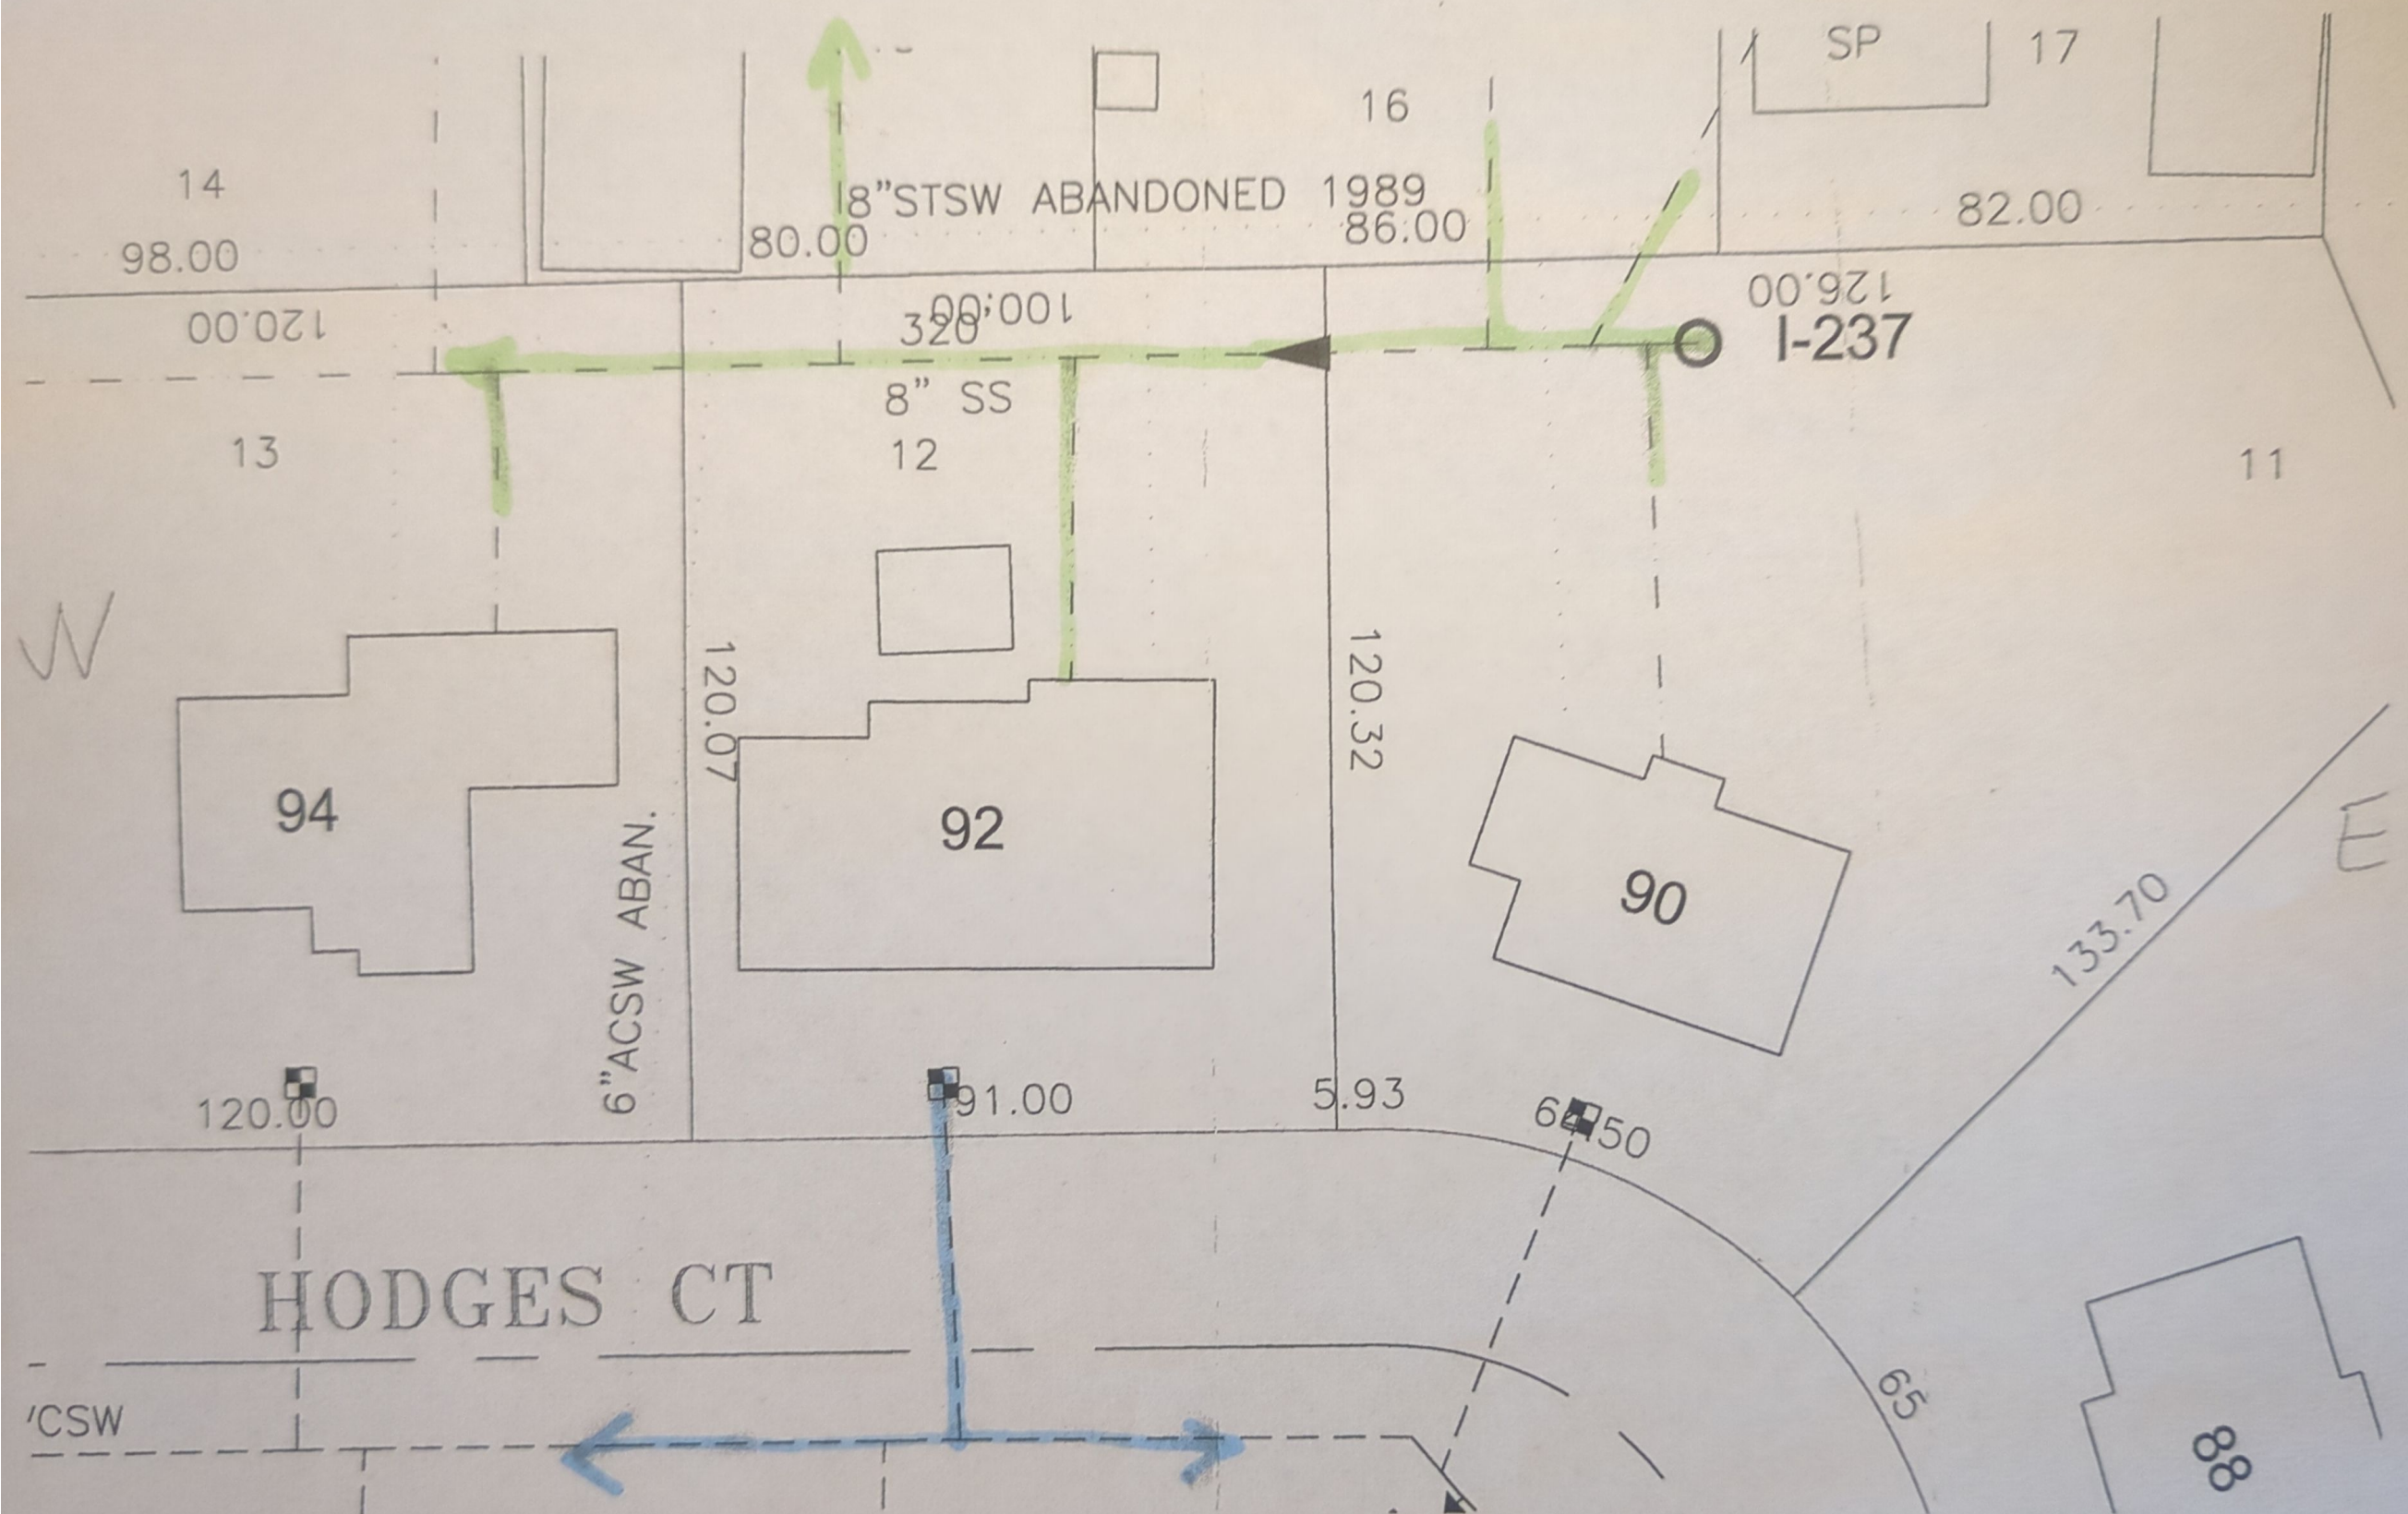 SP 17
16
14
8"STSW ABANDONED 1989
98.00 80.00 86.00 82.00
120.00 100.00 126.00
320 I-237
8" SS
13 12 11
W
120.07 120.32
94 92 90
E
6"ACSW ABAN.
133.70
120.00 91.00 5.93 50
HODGES CT
65
CSW
88